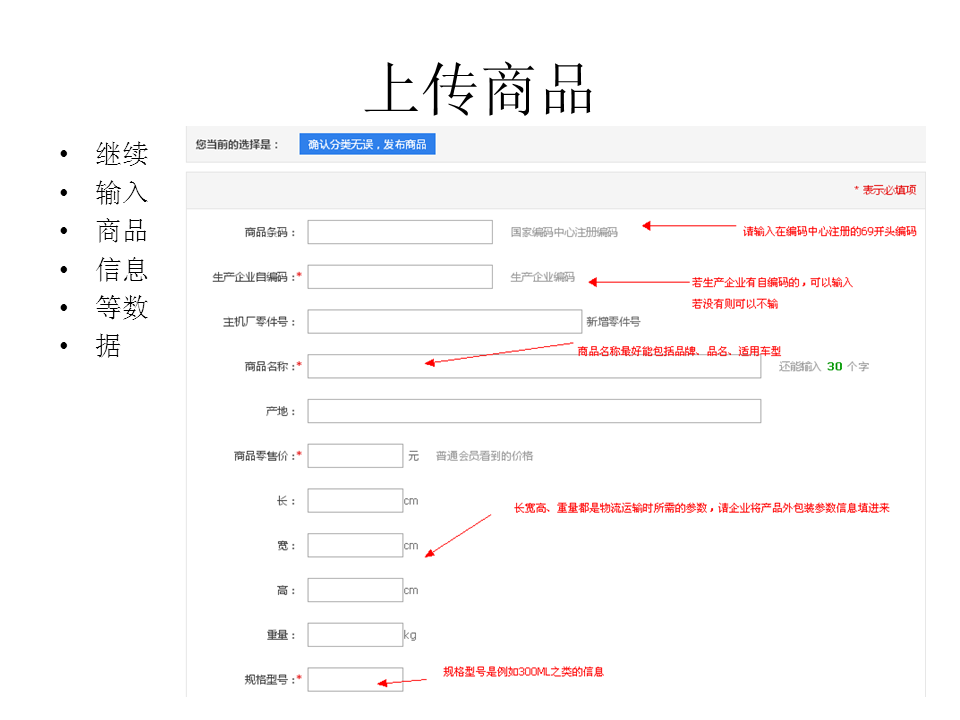 上传商品
• 继续
• 输入
• 商品
• 信息
• 等数
• 据
您当前的选择是：
确认分类无误，发布商品
* 表示必填项
商品条码：
国家编码中心注册编码
请输入在编码中心注册的69开头编码
生产企业自编码：*
生产企业编码
若生产企业有自编码的，可以输入
若没有则可以不输
主机厂零件号：
新增零件号
商品名称最好能包括品牌、品名、适用车型
商品名称：*
还能输入 30 个字
产地：
商品零售价：*
元
普通会员看到的价格
长：
cm
长宽高、重量都是物流运输时所需的参数，请企业将产品外包装参数信息填进来
宽：
cm
高：
cm
重量：
kg
规格型号：*
规格型号是例如300ML之类的信息